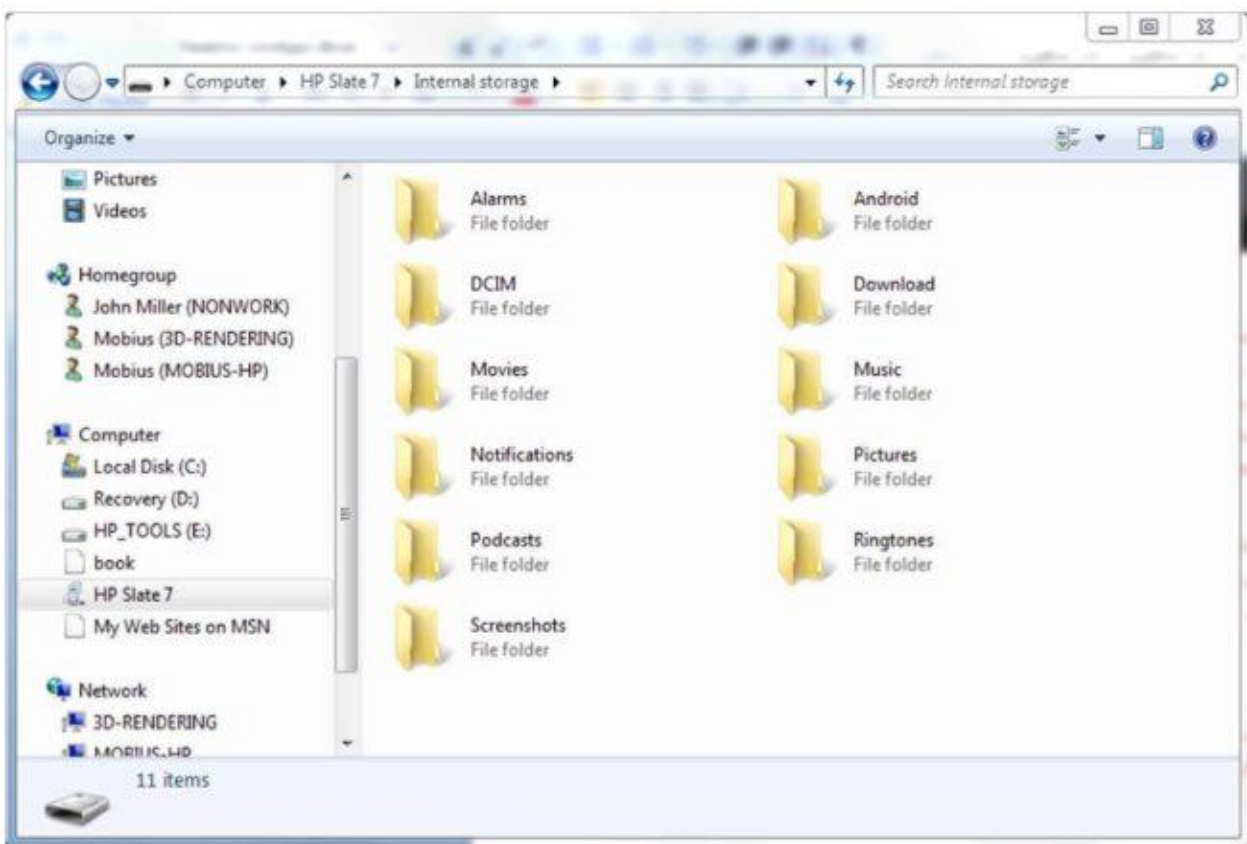 Computer ▸ HP Slate 7 ▸ Internal storage ▸
Search Internal storage
Organize
Pictures
Videos
Homegroup
John Miller (NONWORK)
Mobius (3D-RENDERING)
Mobius (MOBIUS-HP)
Computer
Local Disk (C:)
Recovery (D:)
HP_TOOLS (E:)
book
HP Slate 7
My Web Sites on MSN
Network
3D-RENDERING
MOBIUS-HP
Alarms
File folder
Android
File folder
DCIM
File folder
Download
File folder
Movies
File folder
Music
File folder
Notifications
File folder
Pictures
File folder
Podcasts
File folder
Ringtones
File folder
Screenshots
File folder
11 items